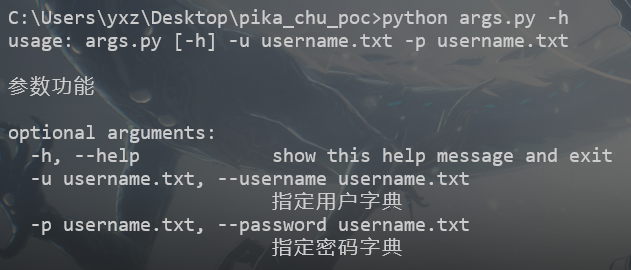 C:\Users\yxz\Desktop\pika_chu_poc>python args.py -h
usage: args.py [-h] -u username.txt -p username.txt
参数功能
optional arguments:
-h, --help show this help message and exit
-u username.txt, --username username.txt
指定用户字典
-p username.txt, --password username.txt
指定密码字典